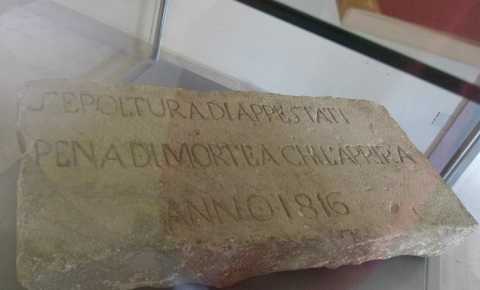 SEPOLTURA DI APPESTATI
PENA DI MORTE A CHI L'APRIRA
ANNO 1816